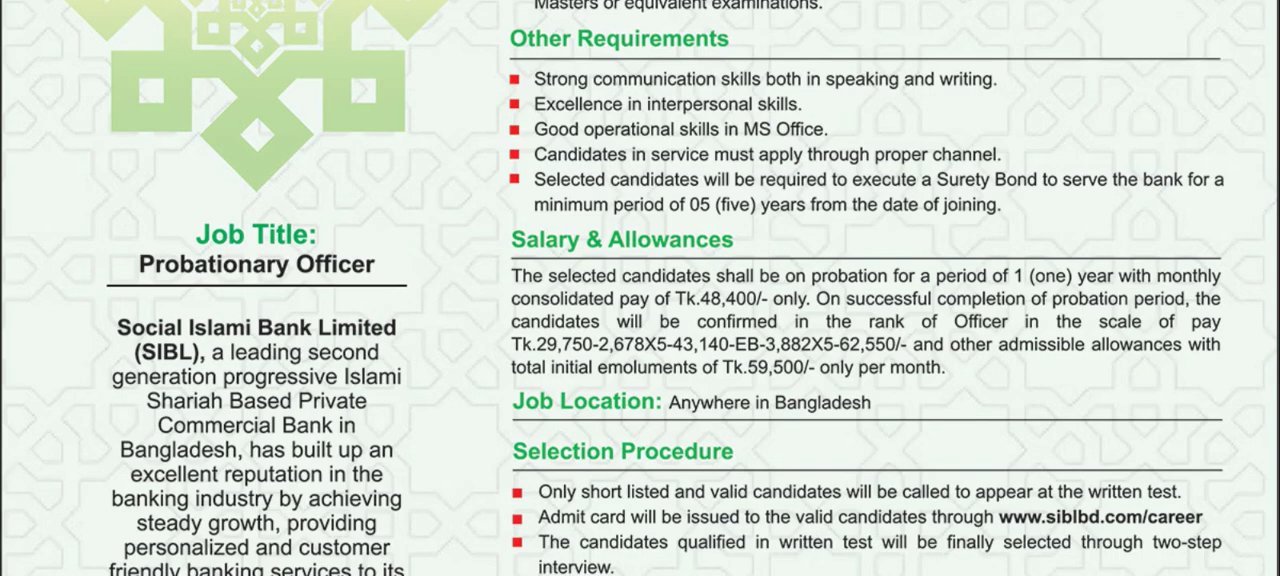 Job Title:
Probationary Officer
Social Islami Bank Limited
(SIBL), a leading second
generation progressive Islami
Shariah Based Private
Commercial Bank in
Bangladesh, has built up an
excellent reputation in the
banking industry by achieving
steady growth, providing
personalized and customer
friendly banking services to its
Masters or equivalent examinations.
Other Requirements
Strong communication skills both in speaking and writing.
Excellence in interpersonal skills.
Good operational skills in MS Office.
Candidates in service must apply through proper channel.
Selected candidates will be required to execute a Surety Bond to serve the bank for a
minimum period of 05 (five) years from the date of joining.
Salary & Allowances
The selected candidates shall be on probation for a period of 1 (one) year with monthly
consolidated pay of Tk.48,400/- only. On successful completion of probation period, the
candidates will be confirmed in the rank of Officer in the scale of pay
Tk.29,750-2,678X5-43,140-EB-3,882X5-62,550/- and other admissible allowances with
total initial emoluments of Tk.59,500/- only per month.
Job Location: Anywhere in Bangladesh
Selection Procedure
Only short listed and valid candidates will be called to appear at the written test.
Admit card will be issued to the valid candidates through www.siblbd.com/career
The candidates qualified in written test will be finally selected through two-step
interview.